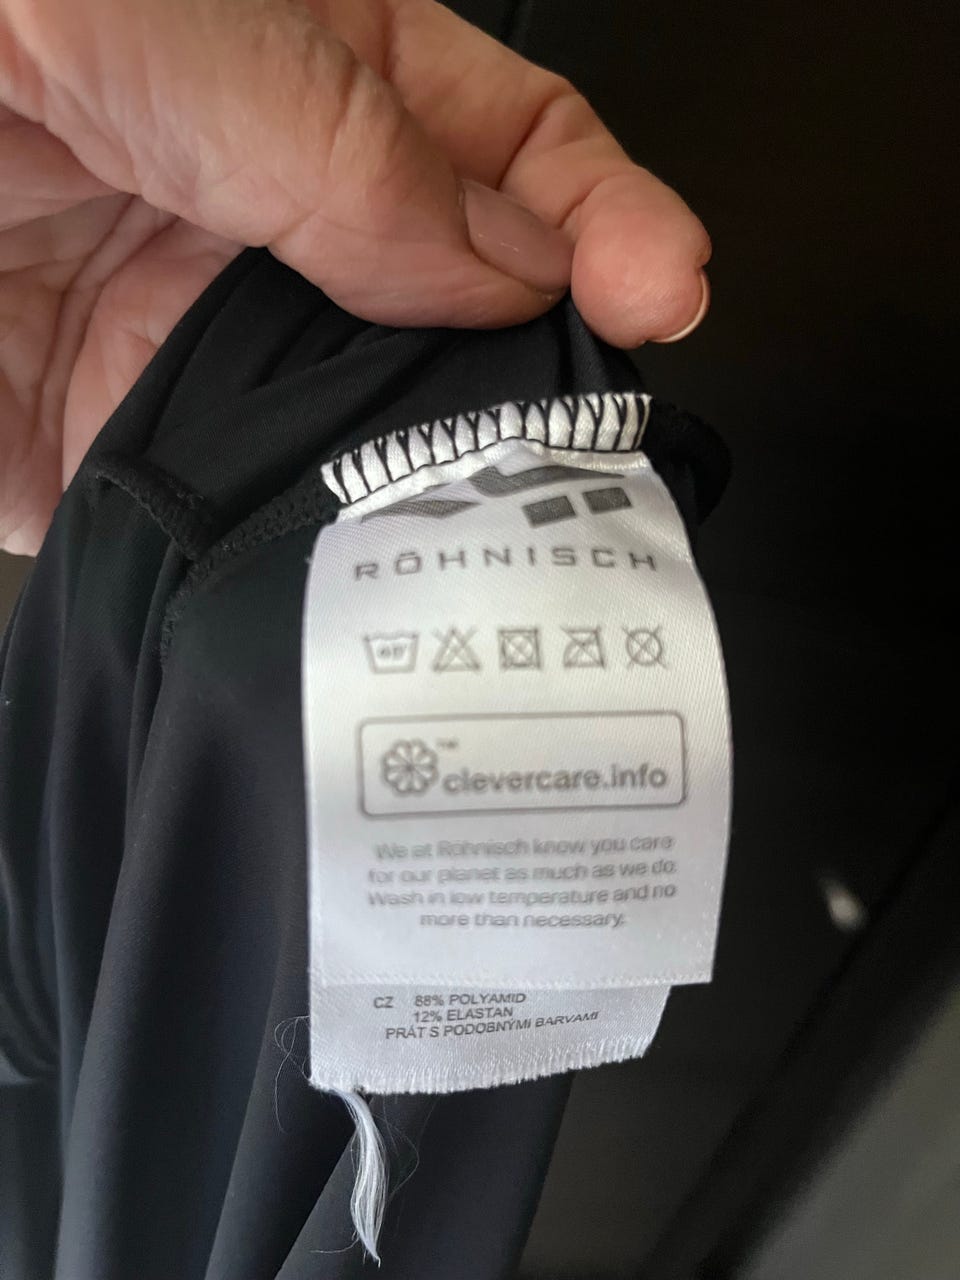 RÖHNISCH
40°
TM
clevercare.info
We at Röhnisch know you care
for our planet as much as we do.
Wash in low temperature and no
more than necessary.
CZ 88% POLYAMID
12% ELASTAN
PRÁT S PODOBNÝMI BARVAMI